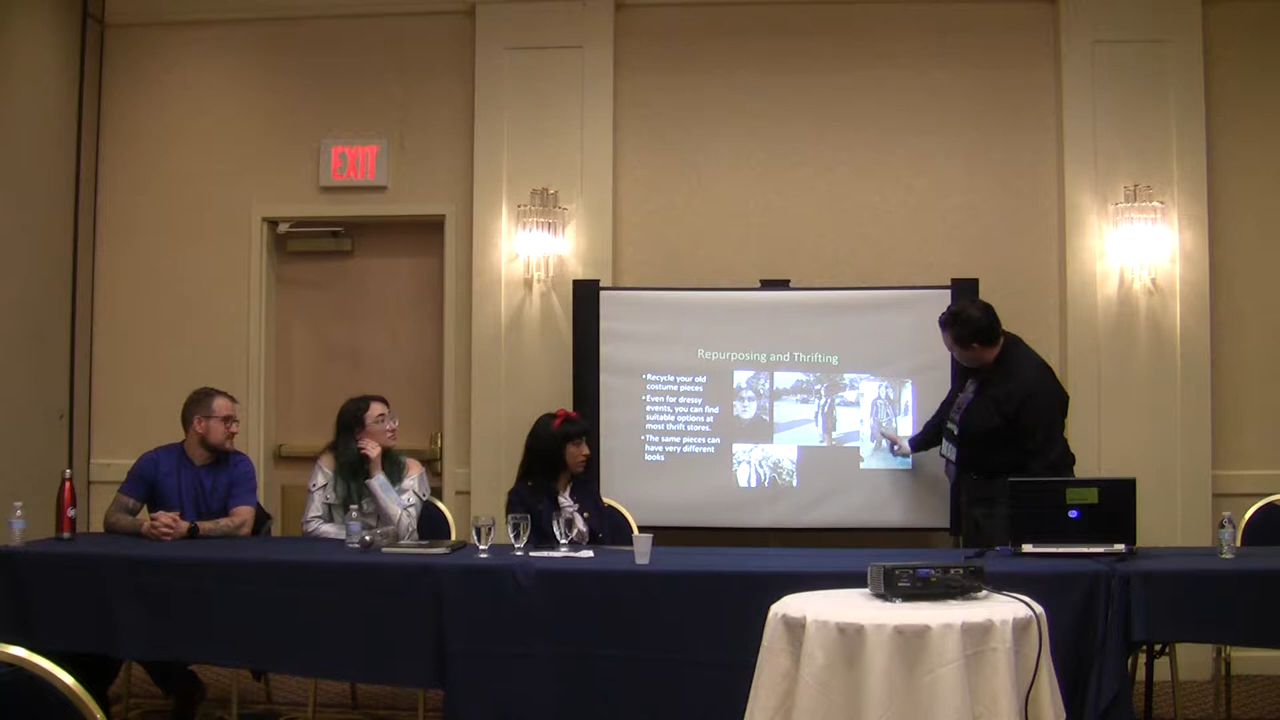 EXIT
Repurposing and Thrifting
• Recycle your old
costume pieces
• Even for dressy
events, you can find
suitable options at
most thrift stores.
• The same pieces can
have very different
looks
hp